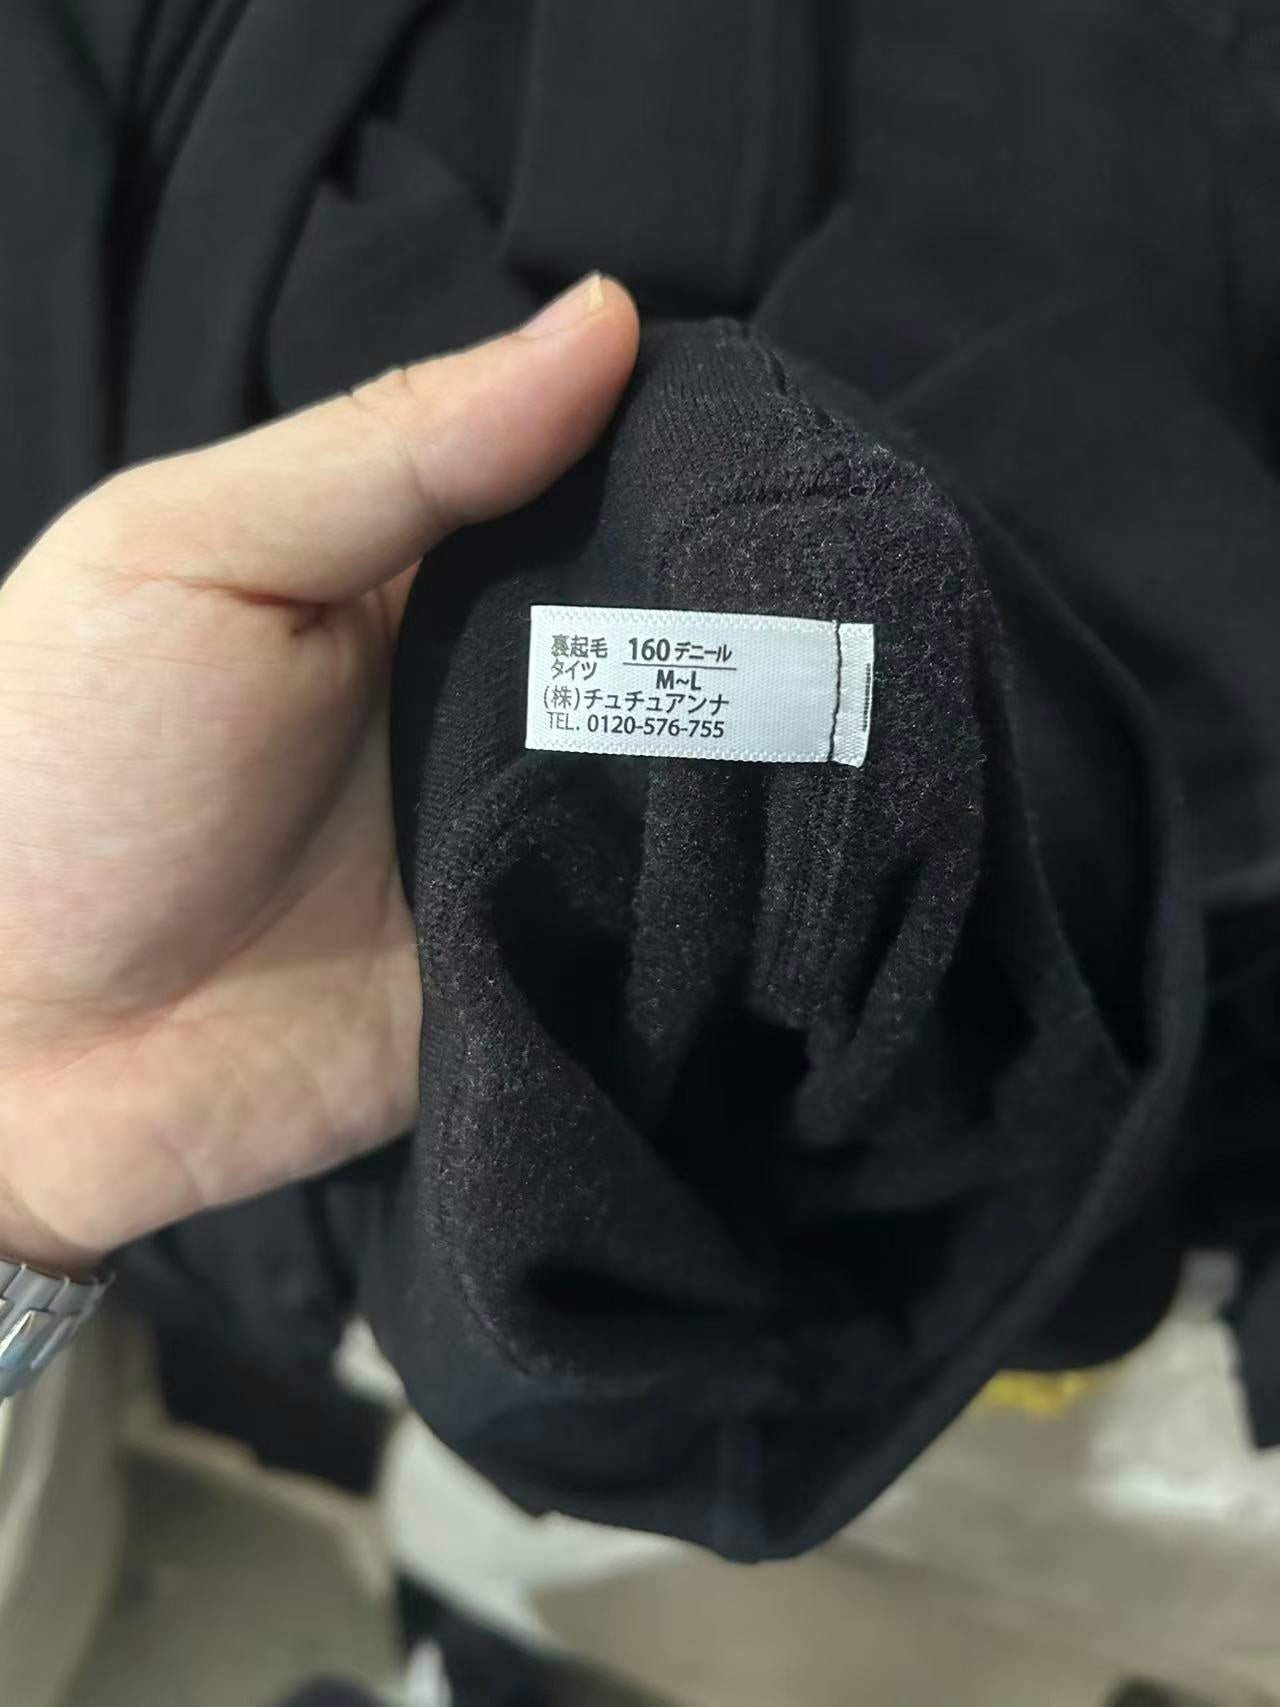 裏起毛 160デニール
タイツ M~L
(株)チュチュアンナ
TEL. 0120-576-755